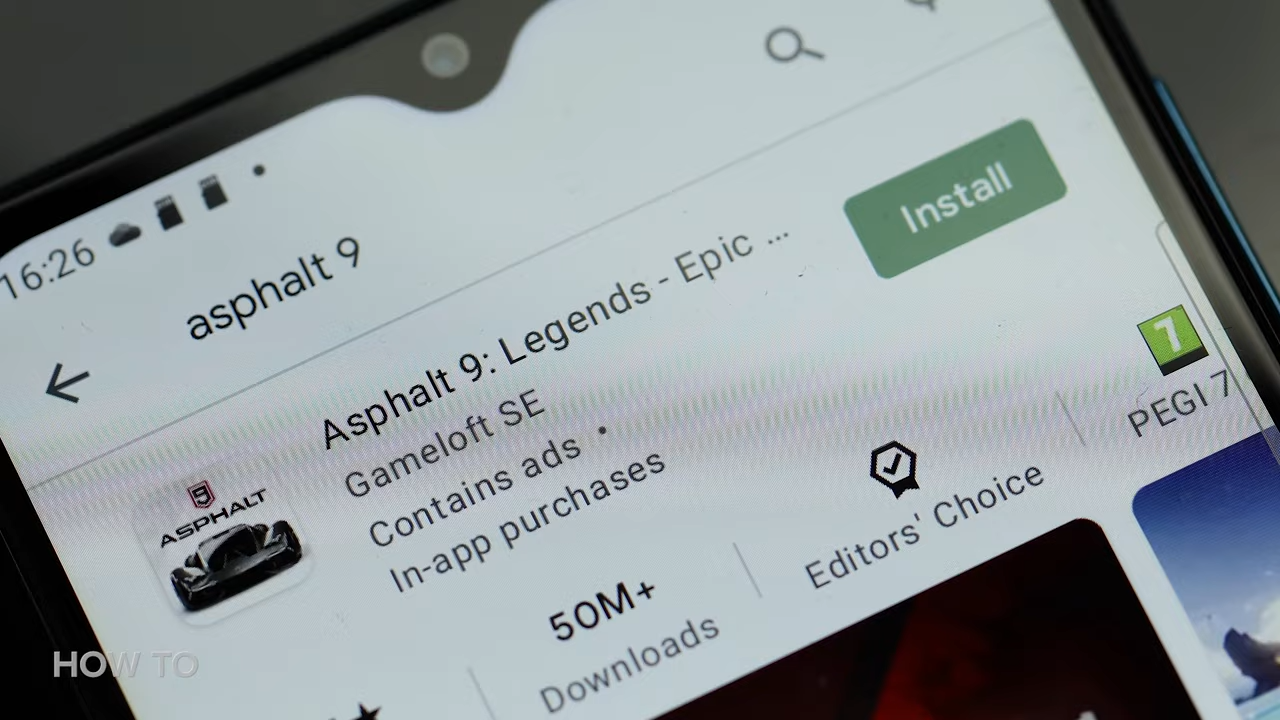 16:26
asphalt 9
Install
Asphalt 9: Legends - Epic ...
Gameloft SE
Contains ads •
In-app purchases
9
ASPHALT
7
PEGI 7
Editors' Choice
50M+
Downloads
HOW TO